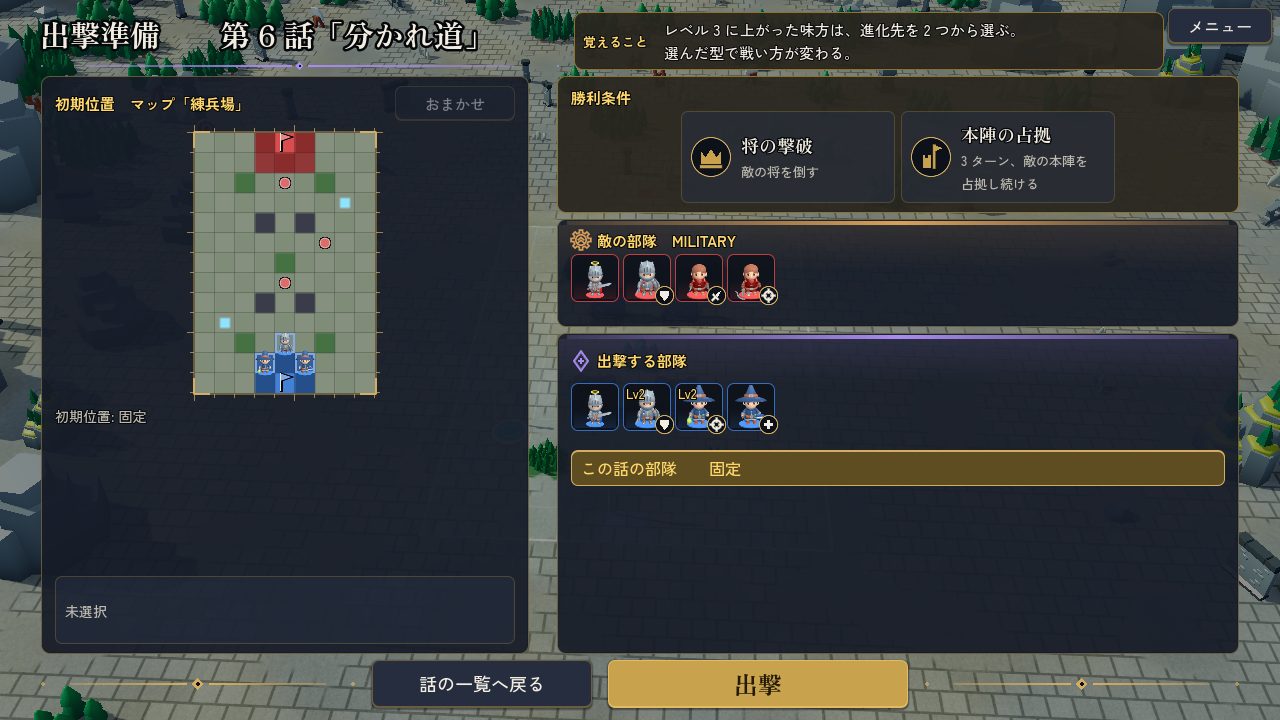 出撃準備　　第 6 話「分かれ道」
覚えること
レベル 3 に上がった味方は、進化先を 2 つから選ぶ。
選んだ型で戦い方が変わる。
メニュー
初期位置　マップ「練兵場」
おまかせ
初期位置: 固定
未選択
勝利条件
将の撃破
敵の将を倒す
本陣の占拠
3 ターン、敵の本陣を
占拠し続ける
敵の部隊　MILITARY
出撃する部隊
Lv2
Lv2
この話の部隊　　固定
話の一覧へ戻る
出撃